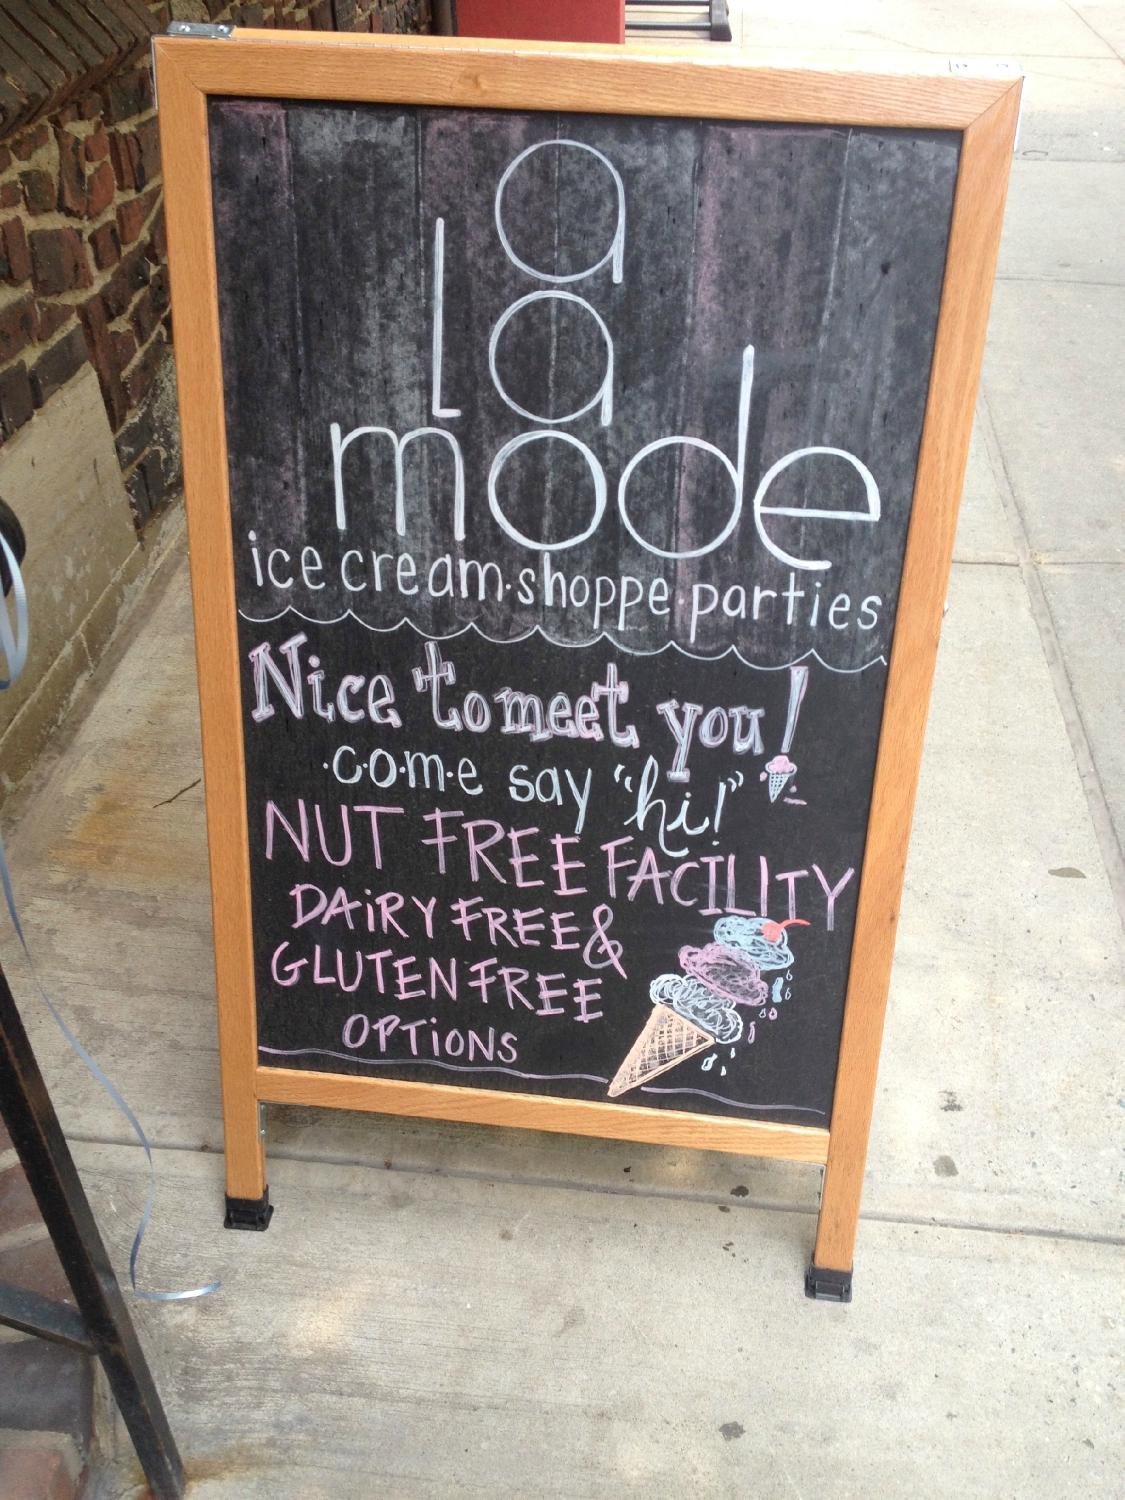 a
la
mode
ice cream·shoppe·parties
Nice to meet you!
·c·o·m·e say "hi!"
NUT FREE FACILITY
DAiRY FREE &
GLUTEN FREE
OPTiONS